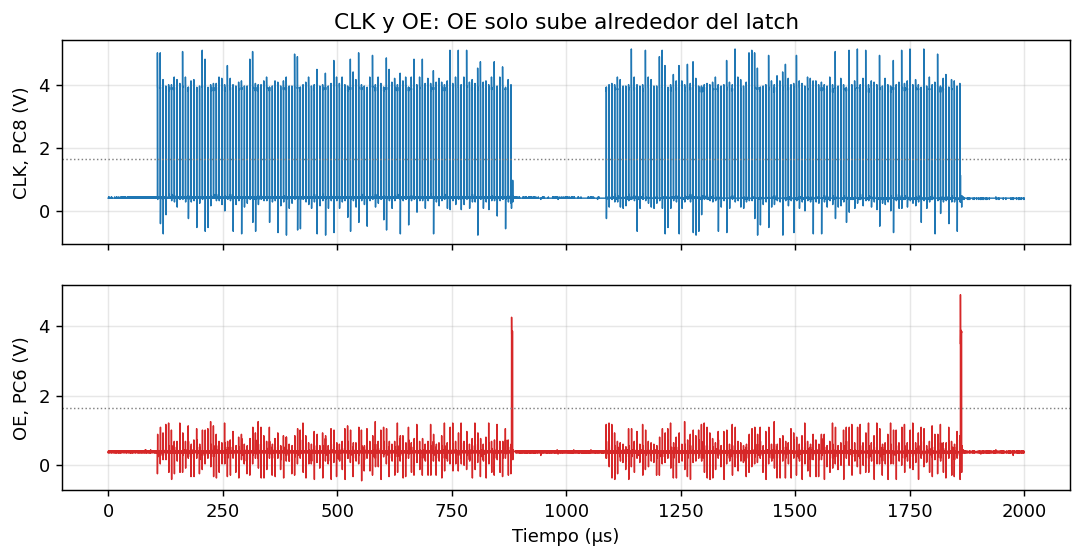 CLK y OE: OE solo sube alrededor del latch
CLK, PC8 (V)
4
2
0
OE, PC6 (V)
4
2
0
0 250 500 750 1000 1250 1500 1750 2000
Tiempo (μs)